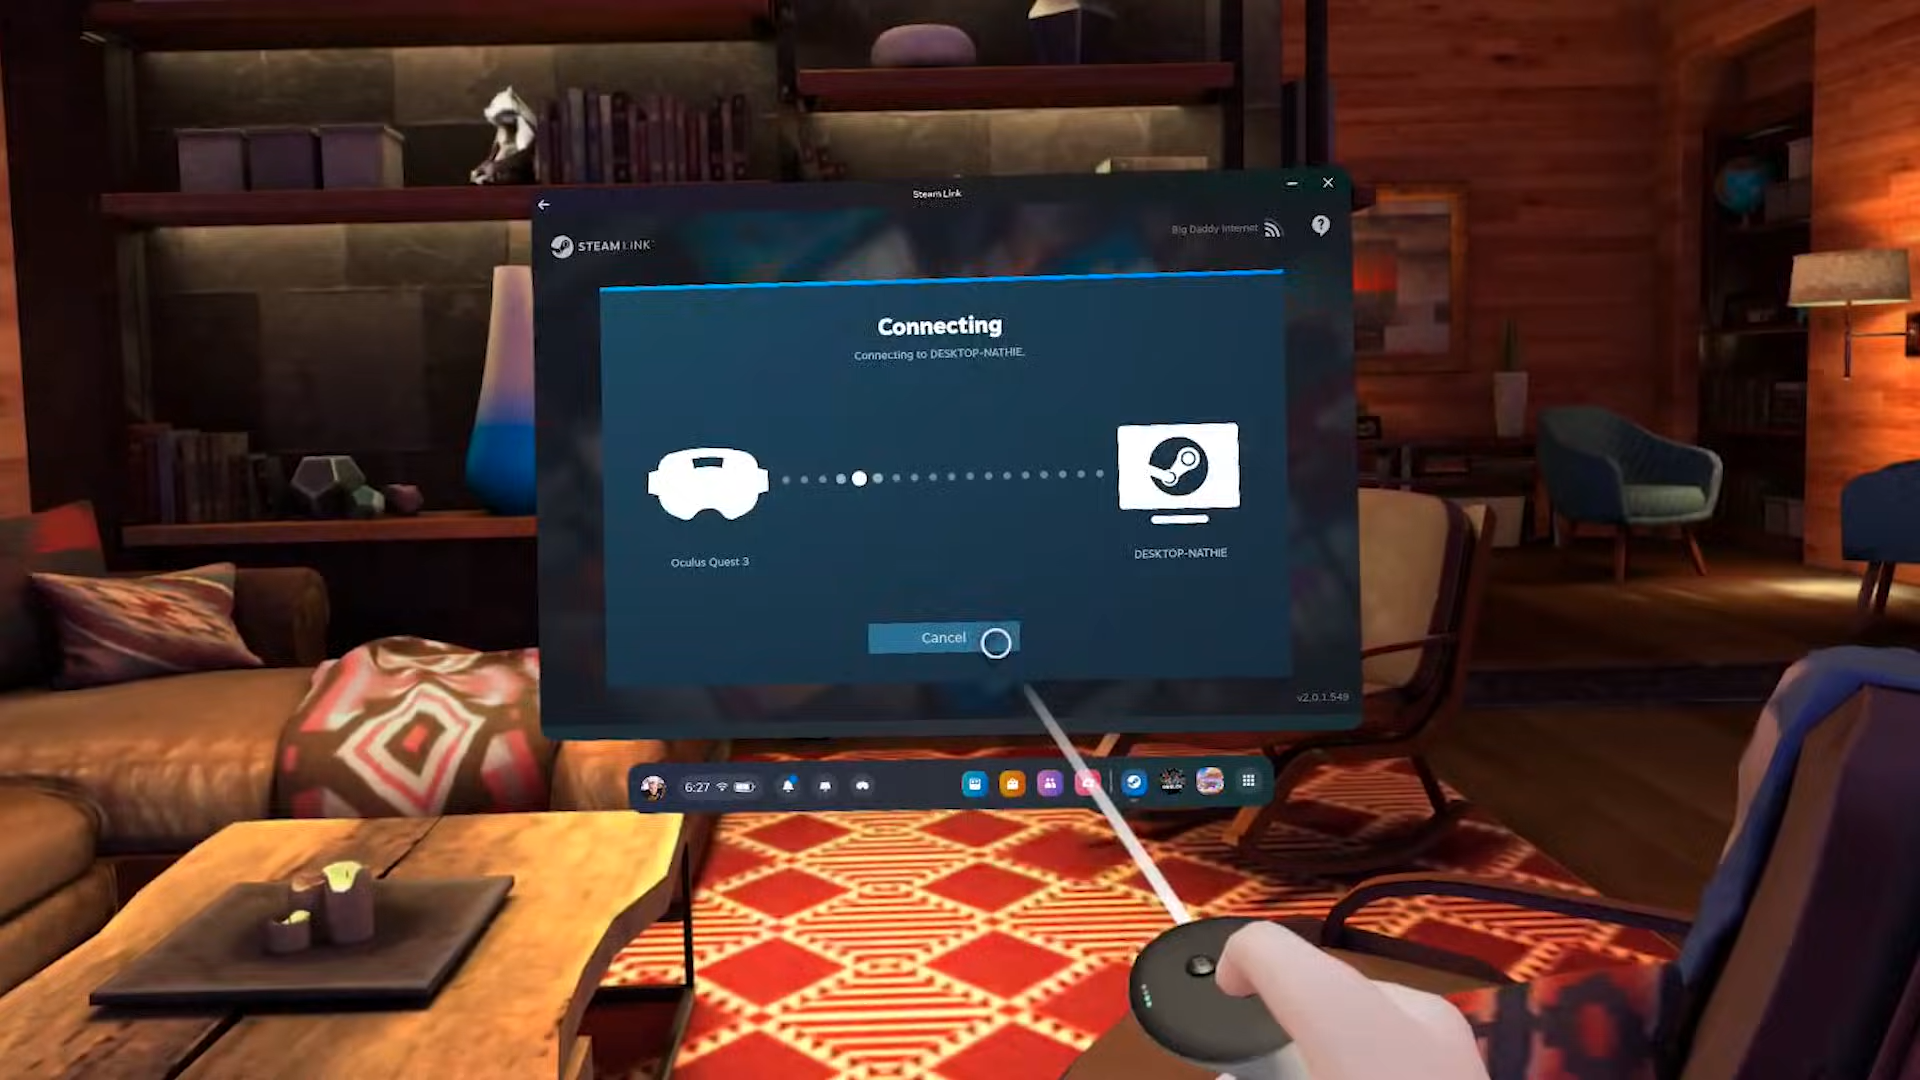 Steam Link
Big Daddy Internet
STEAM LINK
Connecting
Connecting to DESKTOP-NATHIE.
Oculus Quest 3
DESKTOP-NATHIE
Cancel
v2.0.1.549
6:27